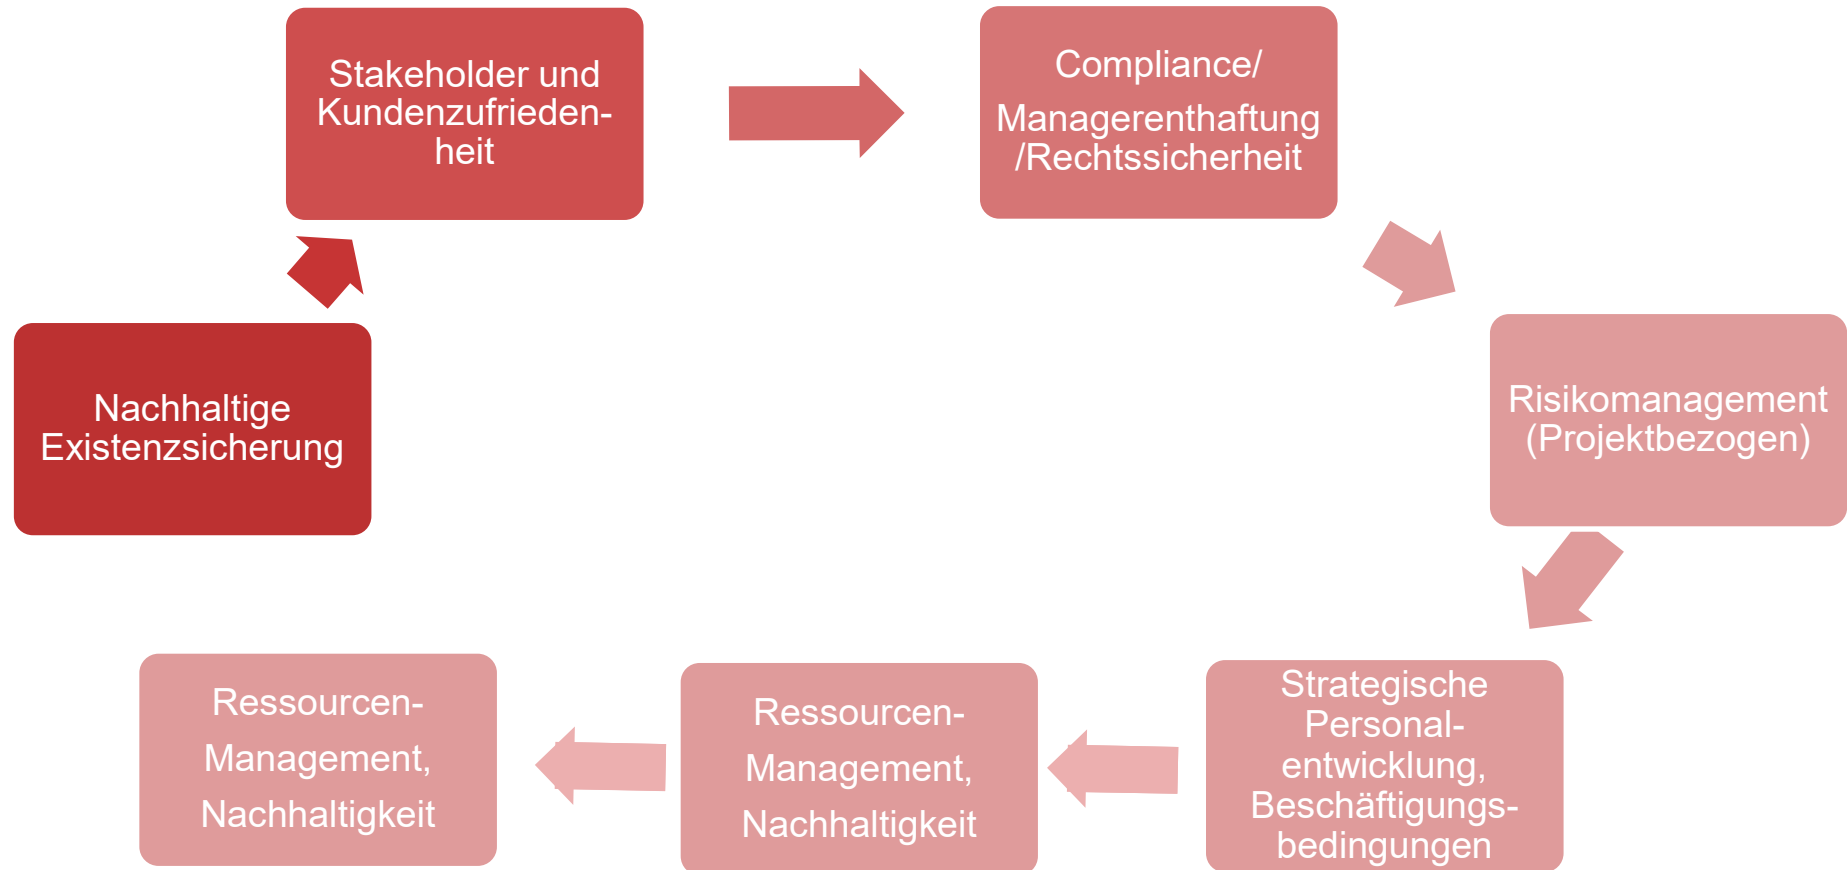 Stakeholder und
Kundenzufrieden-
heit
Compliance/
Managerenthaftung
/Rechtssicherheit
Nachhaltige
Existenzsicherung
Risikomanagement
(Projektbezogen)
Strategische
Personal-
entwicklung,
Beschäftigungs-
bedingungen
Ressourcen-
Management,
Nachhaltigkeit
Ressourcen-
Management,
Nachhaltigkeit